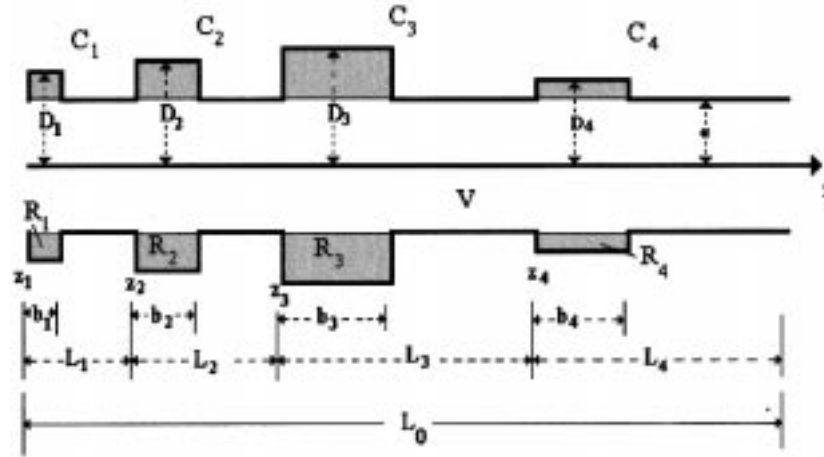 C1 C2 C3 C4
D1 D2 D3 D4 a
V
R1 R2 R3 R4
z1 z2 z3 z4
b1 b2 b3 b4
L1 L2 L3 L4
L0